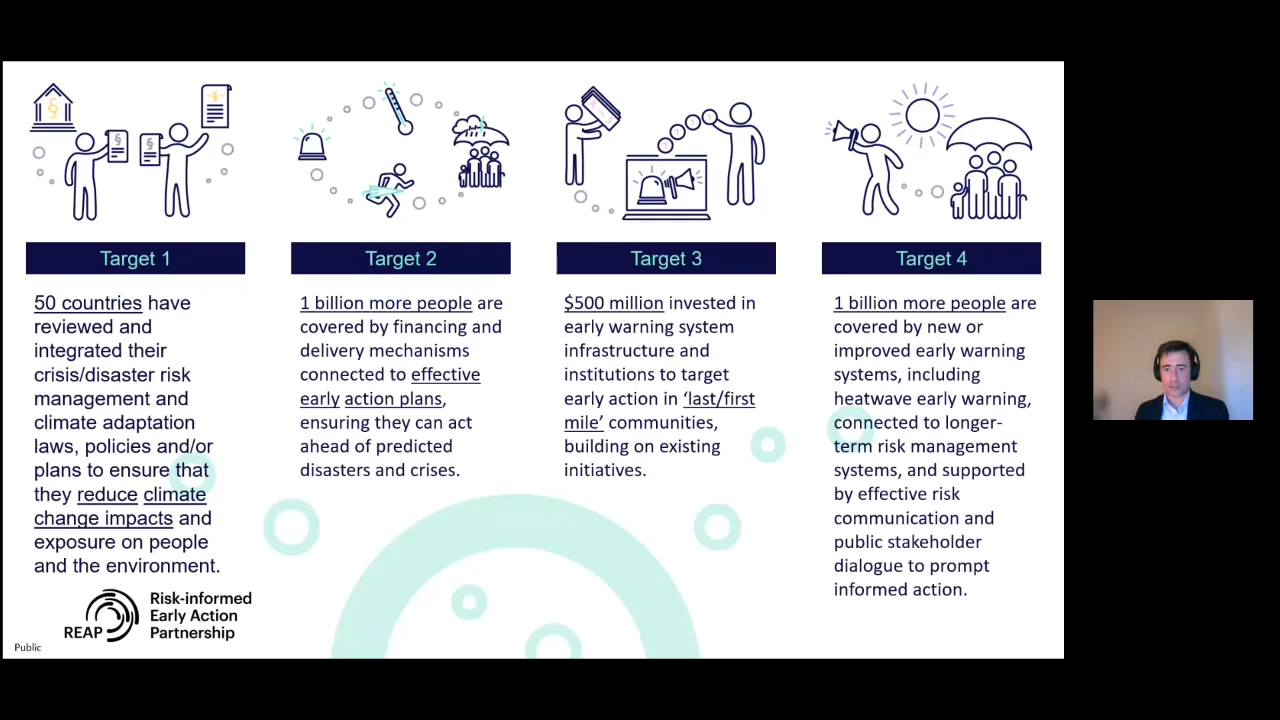 Target 1
50 countries have
reviewed and
integrated their
crisis/disaster risk
management and
climate adaptation
laws, policies and/or
plans to ensure that
they reduce climate
change impacts and
exposure on people
and the environment.
Target 2
1 billion more people are
covered by financing and
delivery mechanisms
connected to effective
early action plans,
ensuring they can act
ahead of predicted
disasters and crises.
Target 3
$500 million invested in
early warning system
infrastructure and
institutions to target
early action in ‘last/first
mile’ communities,
building on existing
initiatives.
Target 4
1 billion more people are
covered by new or
improved early warning
systems, including
heatwave early warning,
connected to longer-
term risk management
systems, and supported
by effective risk
communication and
public stakeholder
dialogue to prompt
informed action.
REAP
Risk-informed
Early Action
Partnership
Public